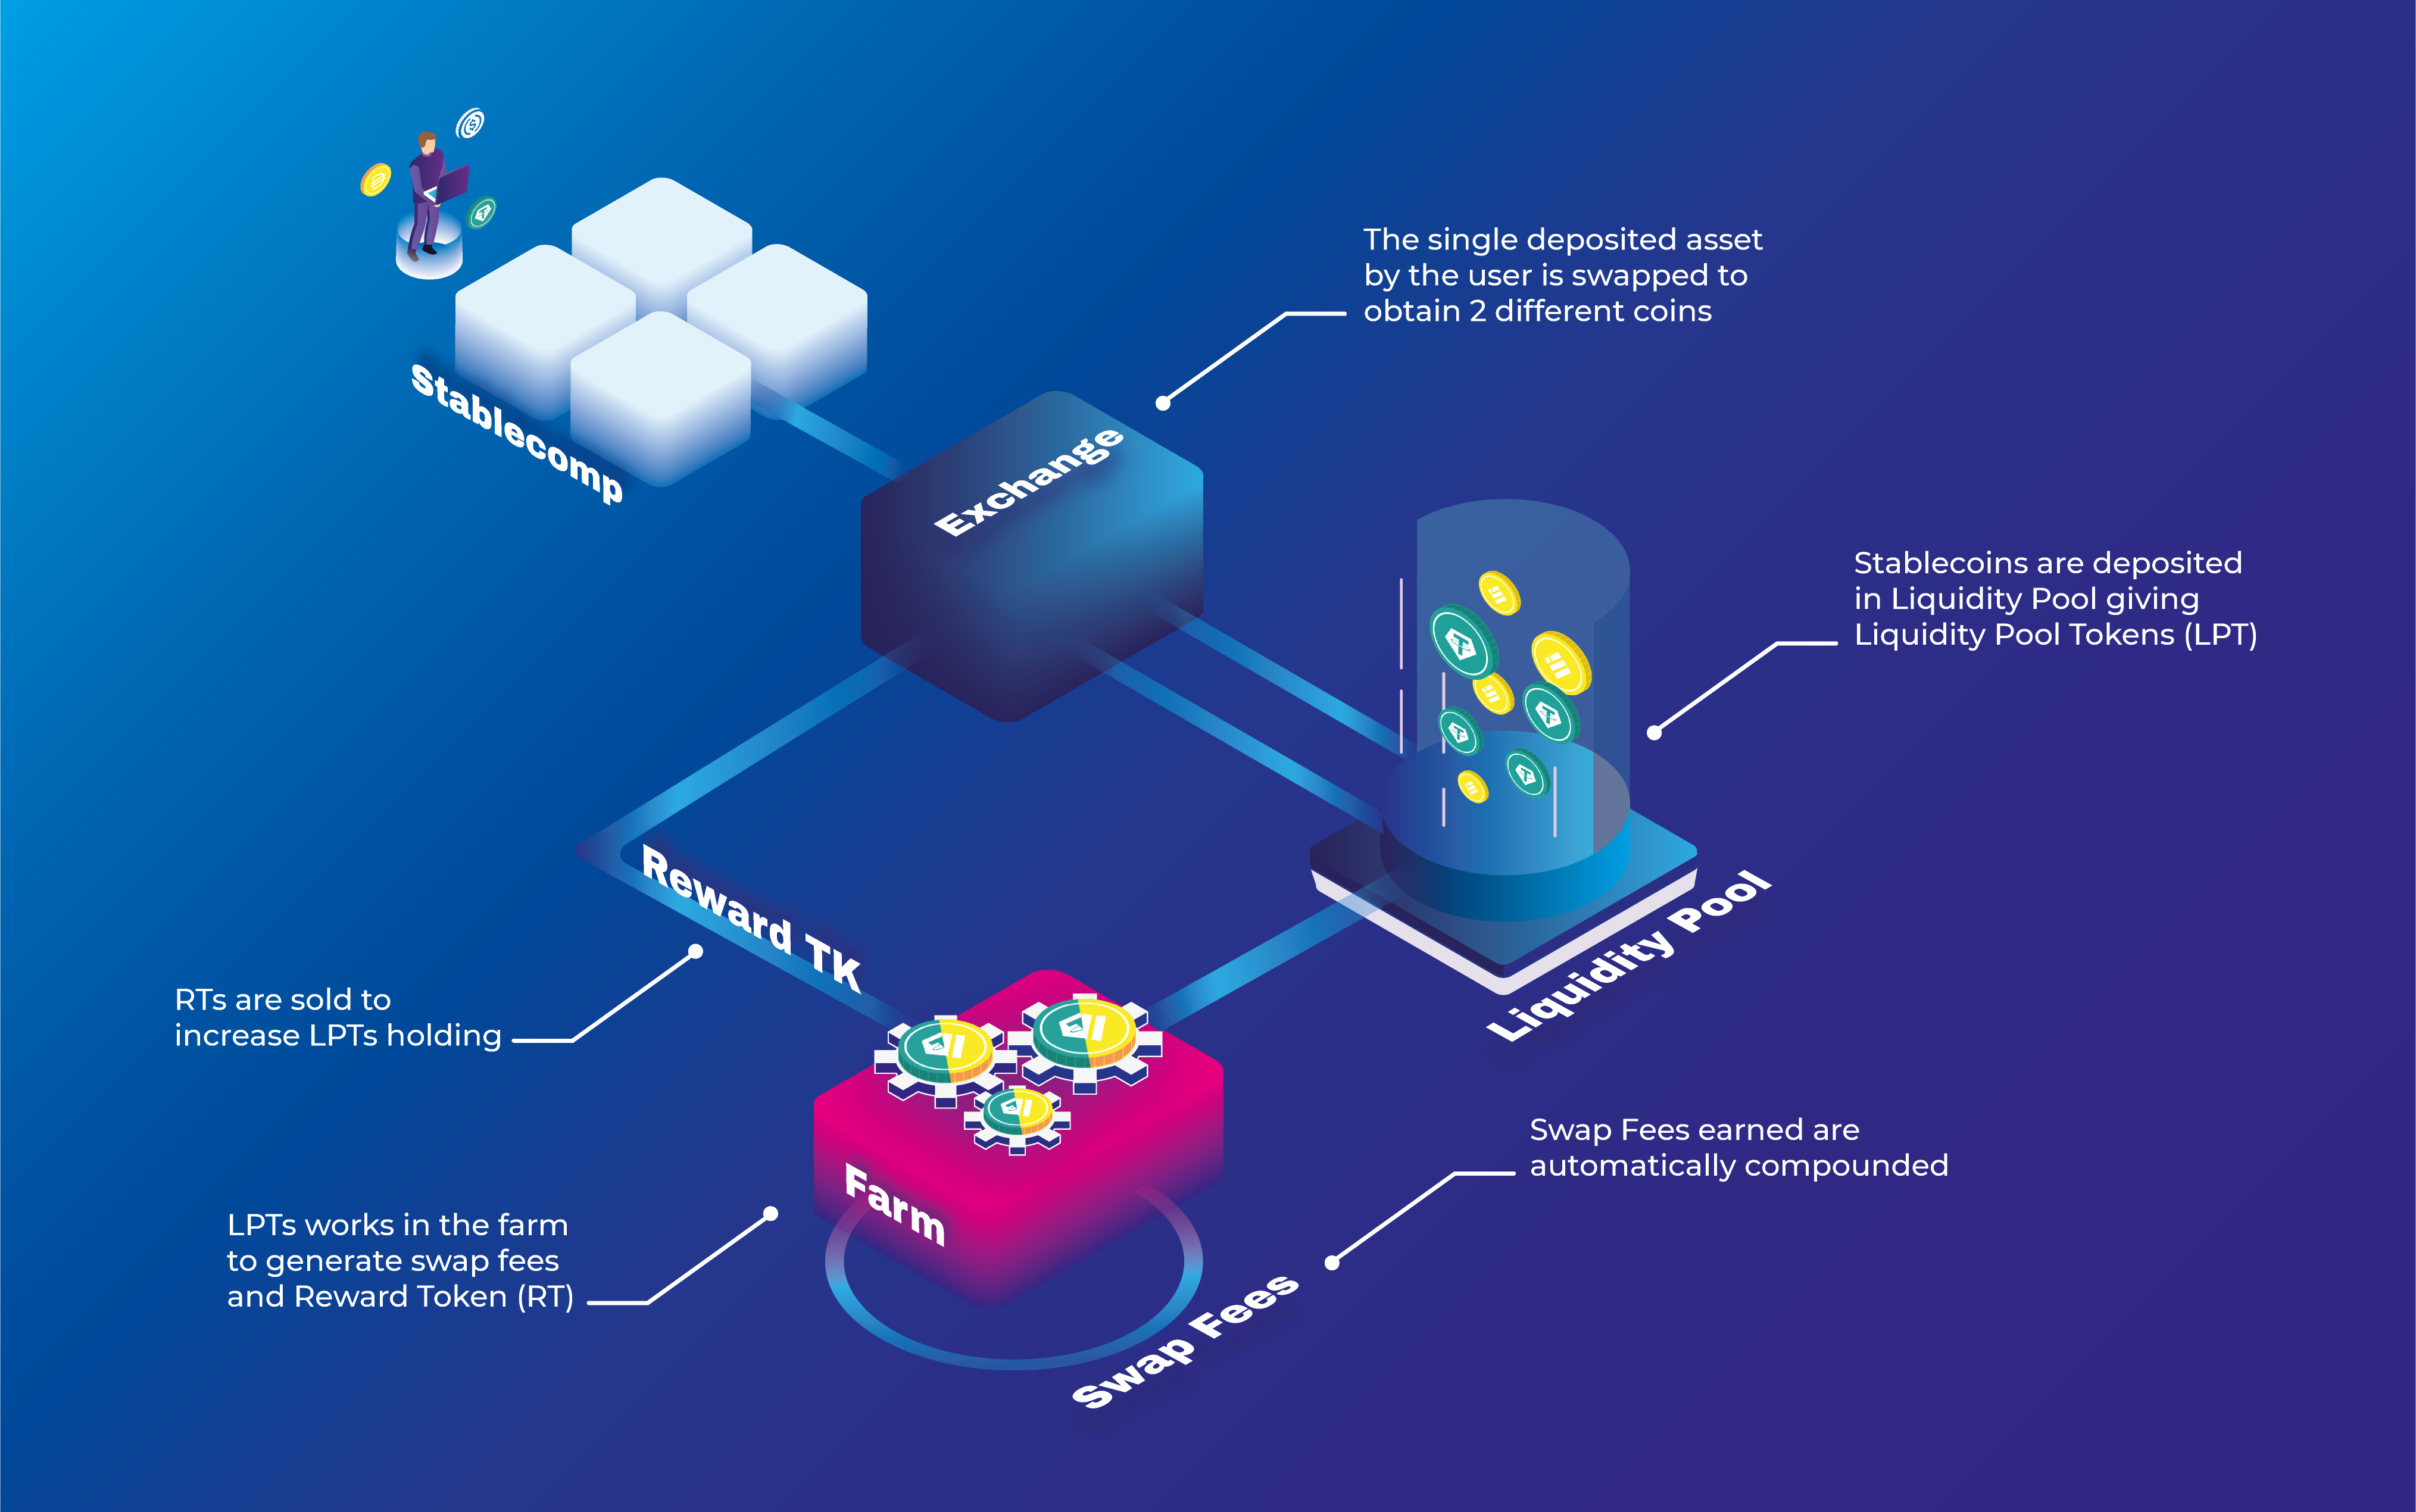 Stablecomp
The single deposited asset
by the user is swapped to
obtain 2 different coins
Exchange
Stablecoins are deposited
in Liquidity Pool giving
Liquidity Pool Tokens (LPT)
Liquidity Pool
Reward TK
RTs are sold to
increase LPTs holding
Farm
LPTs works in the farm
to generate swap fees
and Reward Token (RT)
Swap Fees earned are
automatically compounded
Swap Fees